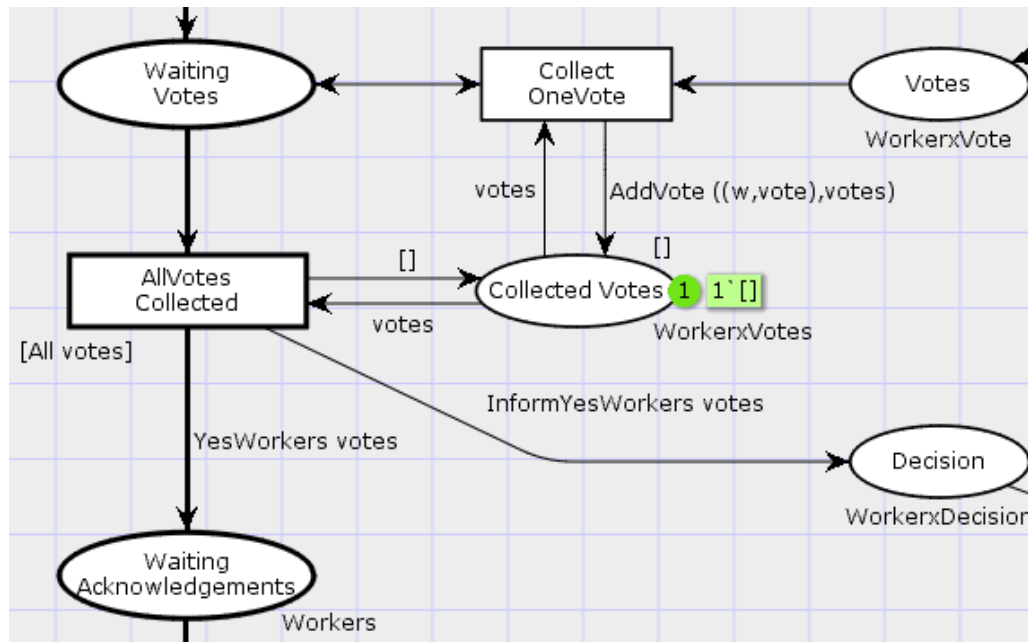 Waiting
Votes
Collect
OneVote
Votes
WorkerxVote
votes
AddVote ((w,vote),votes)
[]
[]
AllVotes
Collected
Collected Votes
1
1`[]
votes
WorkerxVotes
[All votes]
InformYesWorkers votes
YesWorkers votes
Decision
WorkerxDecision
Waiting
Acknowledgements
Workers